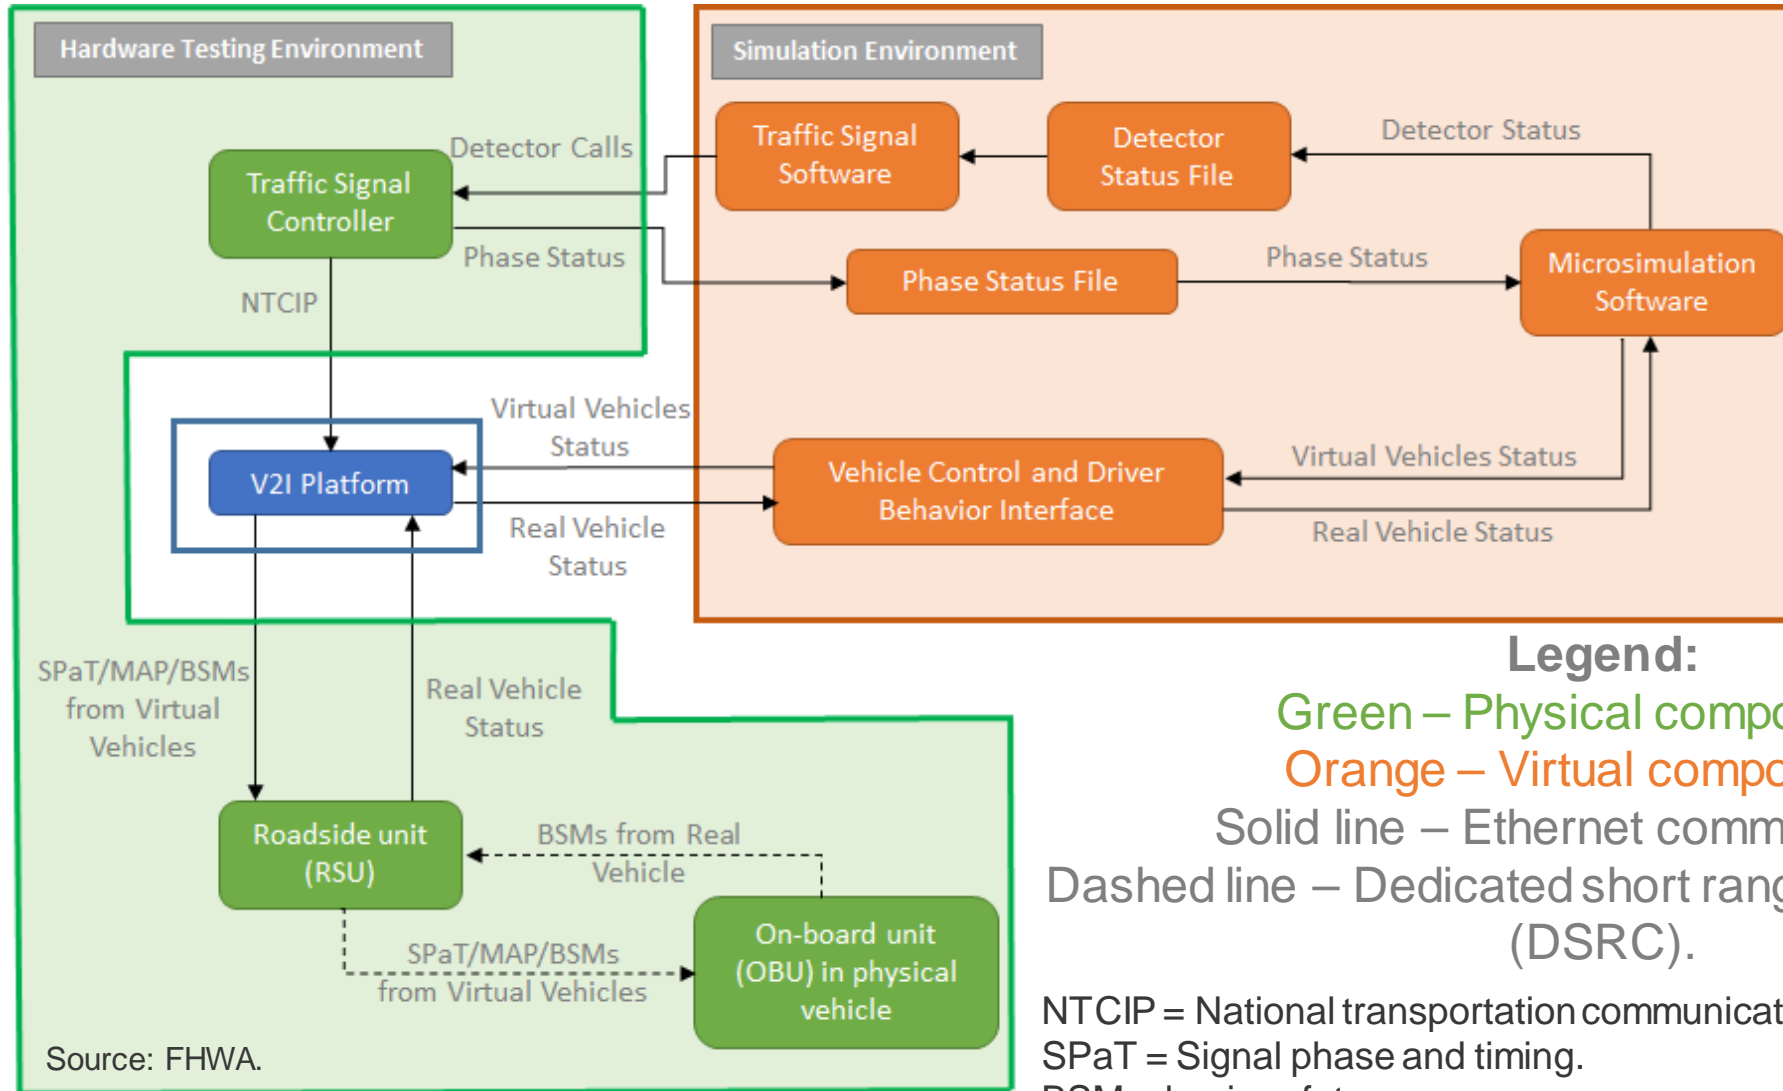 Hardware Testing Environment
Simulation Environment
Traffic Signal
Software
Detector
Status File
Detector Status
Detector Calls
Traffic Signal
Controller
Phase Status
Phase Status File
Phase Status
Microsimulation
Software
NTCIP
Virtual Vehicles
Status
V2I Platform
Vehicle Control and Driver
Behavior Interface
Virtual Vehicles Status
Real Vehicle Status
Real Vehicle
Status
SPaT/MAP/BSMs
from Virtual
Vehicles
Real Vehicle
Status
Roadside unit
(RSU)
BSMs from Real
Vehicle
SPaT/MAP/BSMs
from Virtual Vehicles
On-board unit
(OBU) in physical
vehicle
Source: FHWA.
Legend:
Green – Physical
Orange – Virtual
Solid line – Ethernet
Dashed line – Dedicated short
(DSRC).
NTCIP = National transportation
SPaT = Signal phase and timing.